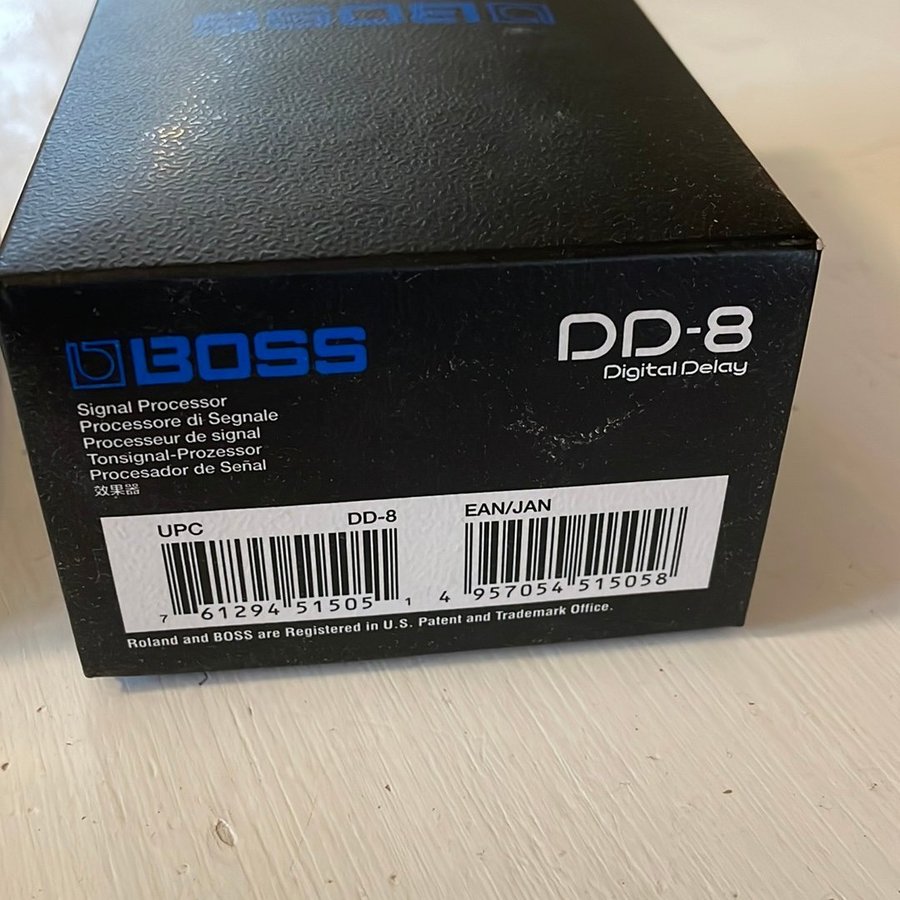 BOSS
BOSS
DD-8
Digital Delay
Signal Processor
Processore di Segnale
Processeur de signal
Tonsignal-Prozessor
Procesador de Señal
效果器
UPC DD-8
7 61294 51505 1
EAN/JAN
4 957054 515058
Roland and BOSS are Registered in U.S. Patent and Trademark Office.